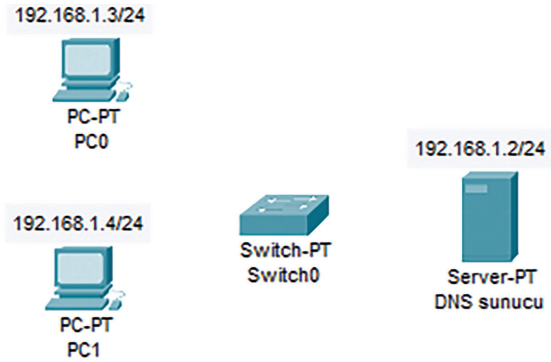 192.168.1.3/24
PC-PT
PC0
192.168.1.4/24
PC-PT
PC1
Switch-PT
Switch0
192.168.1.2/24
Server-PT
DNS sunucu